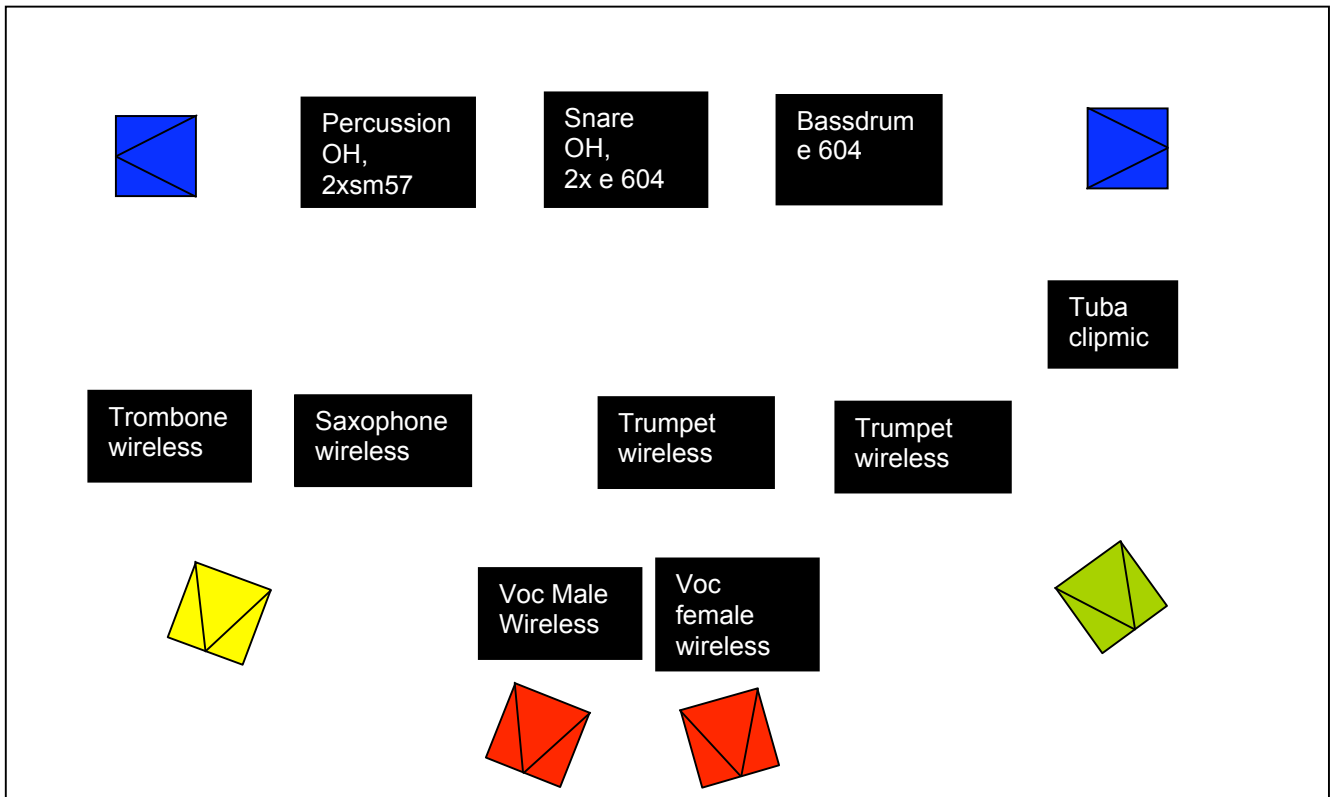 Percussion
OH,
2xsm57
Snare
OH,
2x e 604
Bassdrum
e 604
Tuba
clipmic
Trombone
wireless
Saxophone
wireless
Trumpet
wireless
Trumpet
wireless
Voc Male
Wireless
Voc
female
wireless